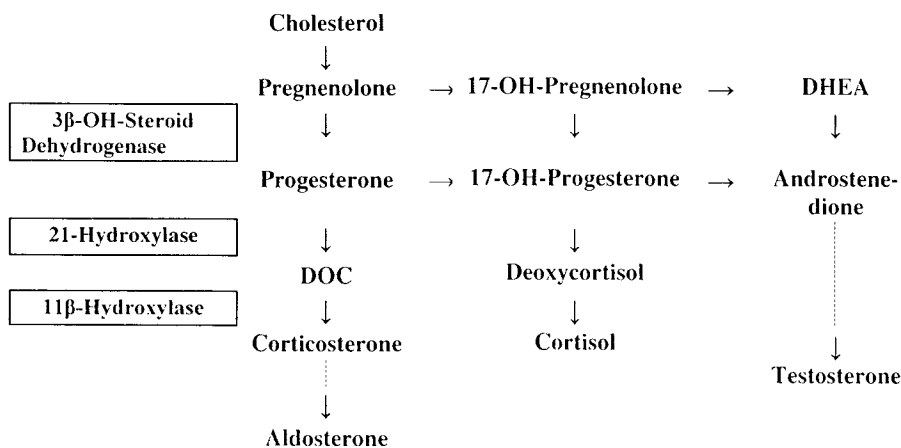 Cholesterol
↓
Pregnenolone → 17-OH-Pregnenolone → DHEA
3β-OH-Steroid
Dehydrogenase
↓ ↓ ↓
Progesterone → 17-OH-Progesterone → Androstene-
dione
21-Hydroxylase
↓ ↓
DOC Deoxycortisol
11β-Hydroxylase
↓ ↓
Corticosterone Cortisol
↓
Testosterone
↓
Aldosterone